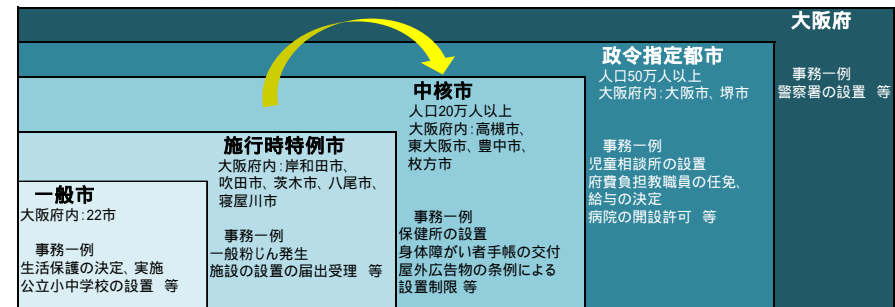 大阪府
事務一例
警察署の設置 等
政令指定都市
人口50万人以上
大阪府内:大阪市、堺市
事務一例
児童相談所の設置
府費負担教職員の任免、
給与の決定
病院の開設許可 等
中核市
人口20万人以上
大阪府内:高槻市、
東大阪市、豊中市、
枚方市
事務一例
保健所の設置
身体障がい者手帳の交付
屋外広告物の条例による
設置制限 等
施行時特例市
大阪府内:岸和田市、
吹田市、茨木市、八尾市、
寝屋川市
事務一例
一般粉じん発生
施設の設置の届出受理 等
一般市
大阪府内:22市
事務一例
生活保護の決定、実施
公立小中学校の設置 等